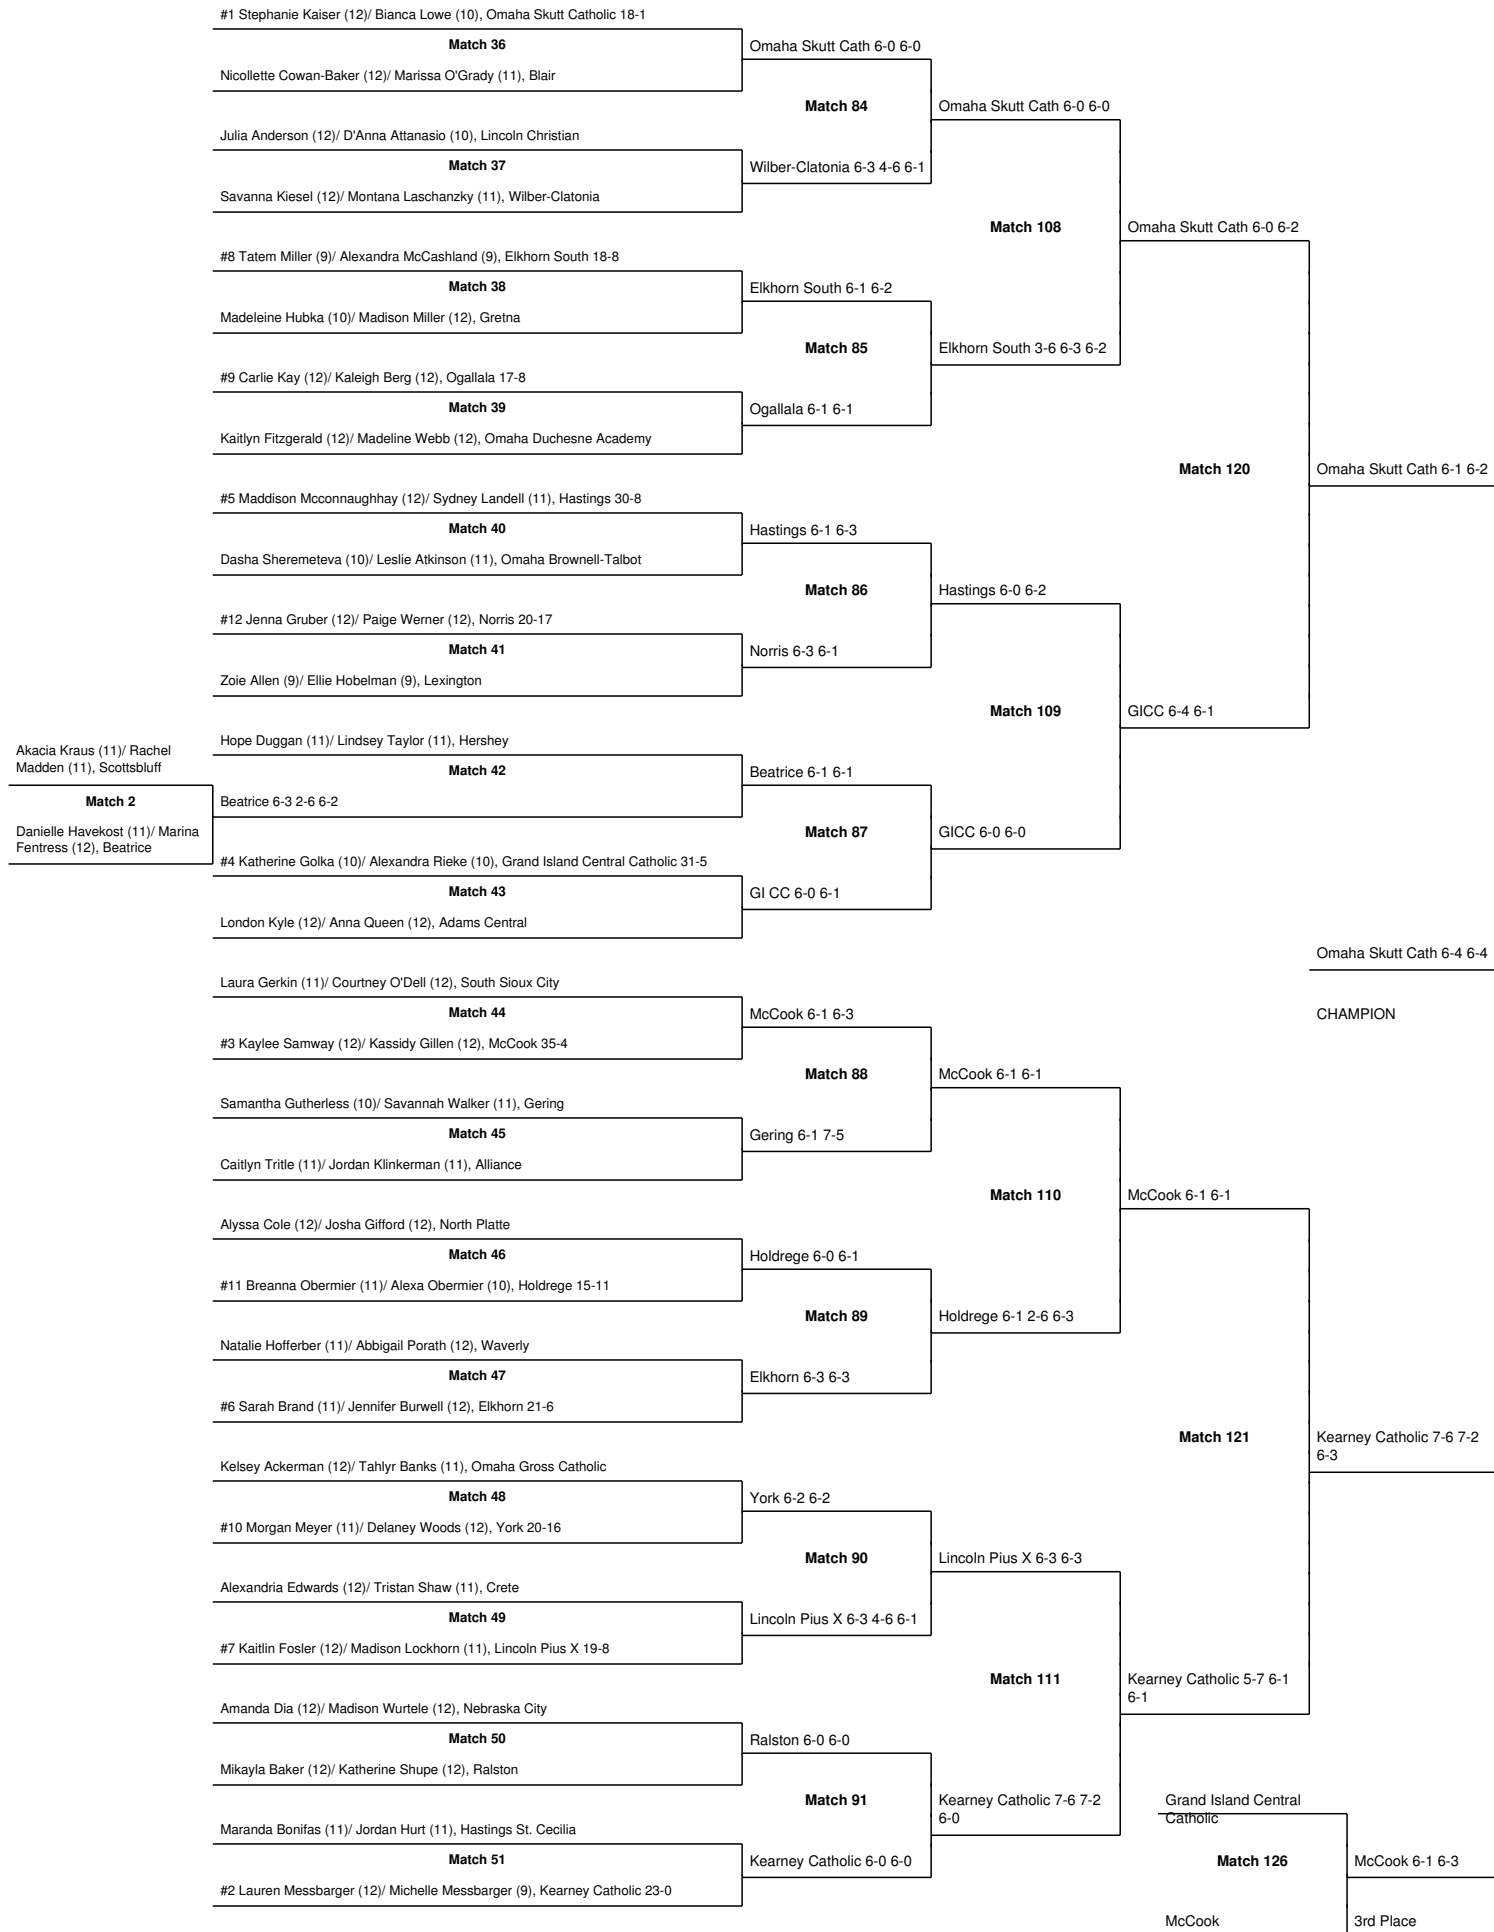 #1 Stephanie Kaiser (12)/ Bianca Lowe (10), Omaha Skutt Catholic 18-1
Match 36
Omaha Skutt Cath 6-0 6-0
Nicollette Cowan-Baker (12)/ Marissa O'Grady (11), Blair
Match 84
Omaha Skutt Cath 6-0 6-0
Julia Anderson (12)/ D'Anna Attanasio (10), Lincoln Christian
Match 37
Wilber-Clatonia 6-3 4-6 6-1
Savanna Kiesel (12)/ Montana Laschanzky (11), Wilber-Clatonia
Match 108
Omaha Skutt Cath 6-0 6-2
#8 Tatem Miller (9)/ Alexandra McCashland (9), Elkhorn South 18-8
Match 38
Elkhorn South 6-1 6-2
Madeleine Hubka (10)/ Madison Miller (12), Gretna
Match 85
Elkhorn South 3-6 6-3 6-2
#9 Carlie Kay (12)/ Kaleigh Berg (12), Ogallala 17-8
Match 39
Ogallala 6-1 6-1
Kaitlyn Fitzgerald (12)/ Madeline Webb (12), Omaha Duchesne Academy
Match 120
Omaha Skutt Cath 6-1 6-2
#5 Maddison Mcconnaughhay (12)/ Sydney Landell (11), Hastings 30-8
Match 40
Hastings 6-1 6-3
Dasha Sheremeteva (10)/ Leslie Atkinson (11), Omaha Brownell-Talbot
Match 86
Hastings 6-0 6-2
#12 Jenna Gruber (12)/ Paige Werner (12), Norris 20-17
Match 41
Norris 6-3 6-1
Zoie Allen (9)/ Ellie Hobelman (9), Lexington
Match 109
GICC 6-4 6-1
Akacia Kraus (11)/ Rachel
Madden (11), Scottsbluff
Hope Duggan (11)/ Lindsey Taylor (11), Hershey
Match 42
Beatrice 6-1 6-1
Match 2
Beatrice 6-3 2-6 6-2
Danielle Havekost (11)/ Marina
Fentress (12), Beatrice
Match 87
GICC 6-0 6-0
#4 Katherine Golka (10)/ Alexandra Rieke (10), Grand Island Central Catholic 31-5
Match 43
GI CC 6-0 6-1
London Kyle (12)/ Anna Queen (12), Adams Central
Omaha Skutt Cath 6-4 6-4
CHAMPION
Laura Gerkin (11)/ Courtney O'Dell (12), South Sioux City
Match 44
McCook 6-1 6-3
#3 Kaylee Samway (12)/ Kassidy Gillen (12), McCook 35-4
Match 88
McCook 6-1 6-1
Samantha Gutherless (10)/ Savannah Walker (11), Gering
Match 45
Gering 6-1 7-5
Caitlyn Tritle (11)/ Jordan Klinkerman (11), Alliance
Match 110
McCook 6-1 6-1
Alyssa Cole (12)/ Josha Gifford (12), North Platte
Match 46
Holdrege 6-0 6-1
#11 Breanna Obermier (11)/ Alexa Obermier (10), Holdrege 15-11
Match 89
Holdrege 6-1 2-6 6-3
Natalie Hofferber (11)/ Abbigail Porath (12), Waverly
Match 47
Elkhorn 6-3 6-3
#6 Sarah Brand (11)/ Jennifer Burwell (12), Elkhorn 21-6
Match 121
Kearney Catholic 7-6 7-2
6-3
Kelsey Ackerman (12)/ Tahlyr Banks (11), Omaha Gross Catholic
Match 48
York 6-2 6-2
#10 Morgan Meyer (11)/ Delaney Woods (12), York 20-16
Match 90
Lincoln Pius X 6-3 6-3
Alexandria Edwards (12)/ Tristan Shaw (11), Crete
Match 49
Lincoln Pius X 6-3 4-6 6-1
#7 Kaitlin Fosler (12)/ Madison Lockhorn (11), Lincoln Pius X 19-8
Match 111
Kearney Catholic 5-7 6-1
6-1
Amanda Dia (12)/ Madison Wurtele (12), Nebraska City
Match 50
Ralston 6-0 6-0
Mikayla Baker (12)/ Katherine Shupe (12), Ralston
Match 91
Kearney Catholic 7-6 7-2
6-0
Maranda Bonifas (11)/ Jordan Hurt (11), Hastings St. Cecilia
Match 51
Kearney Catholic 6-0 6-0
#2 Lauren Messbarger (12)/ Michelle Messbarger (9), Kearney Catholic 23-0
Grand Island Central
Catholic
Match 126
McCook 6-1 6-3
McCook
3rd Place